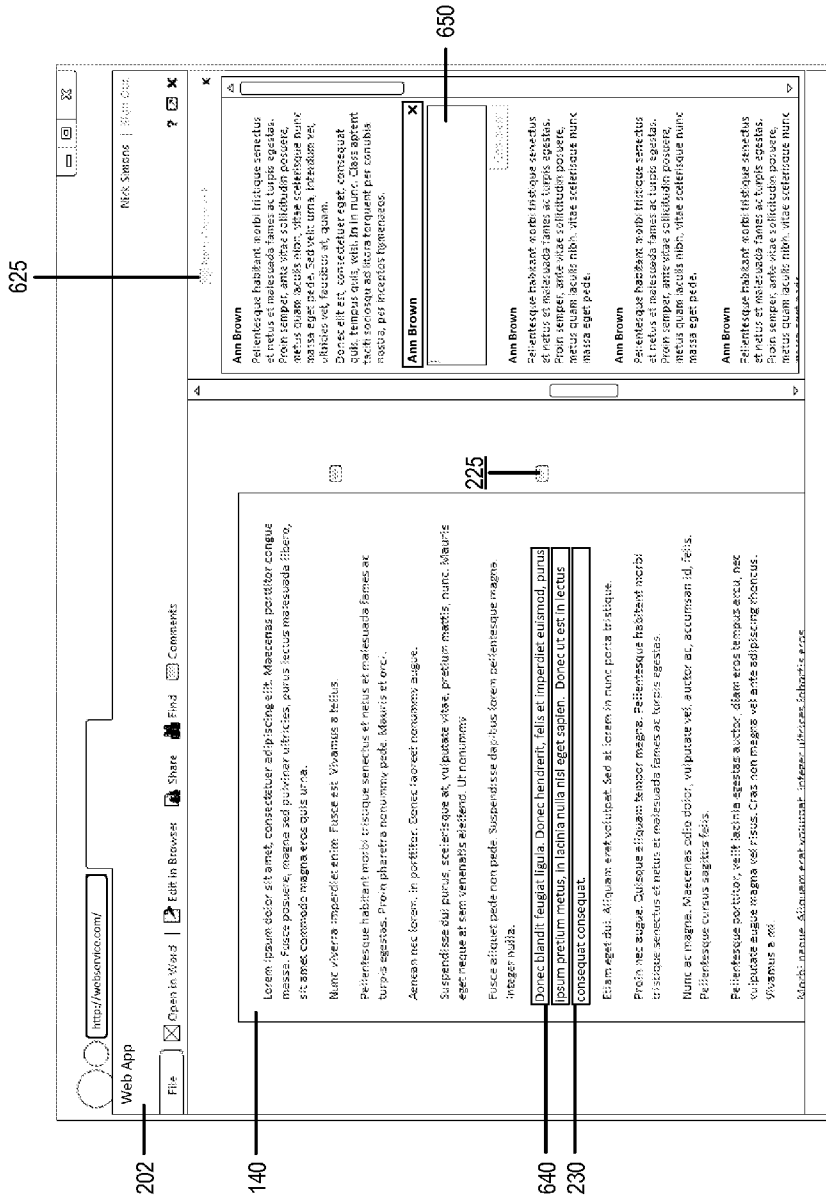 http://webservice.com/
Web App
Nick Simons | Sign Out
File
Open in Word | Edit in Browser Share Find Comments
202
625
140
Lorem ipsum dolor sit amet, consectetuer adipiscing elit. Maecenas porttitor congue
massa. Fusce posuere, magna sed pulvinar ultricies, purus lectus malesuada libero,
sit amet commodo magna eros quis urna.
Nunc viverra imperdiet enim. Fusce est. Vivamus a tellus.
Pellentesque habitant morbi tristique senectus et netus et malesuada fames ac
turpis egestas. Proin pharetra nonummy pede. Mauris et orci.
Aenean nec lorem. In porttitor. Donec laoreet nonummy augue.
Suspendisse dui purus, scelerisque at, vulputate vitae, pretium mattis, nunc. Mauris
eget neque at sem venenatis eleifend. Ut nonummy.
Fusce aliquet pede non pede. Suspendisse dapibus lorem pellentesque magna.
Integer nulla.
640
Donec blandit feugiat ligula. Donec hendrerit, felis et imperdiet euismod, purus
ipsum pretium metus, in lacinia nulla nisl eget sapien. Donec ut est in lectus
230
consequat consequat.
225
Etiam eget dui. Aliquam erat volutpat. Sed at lorem in nunc porta tristique.
Proin nec augue. Quisque aliquam tempor magna. Pellentesque habitant morbi
tristique senectus et netus et malesuada fames ac turpis egestas.
Nunc ac magna. Maecenas odio dolor, vulputate vel, auctor ac, accumsan id, felis.
Pellentesque cursus sagittis felis.
Pellentesque porttitor, velit lacinia egestas auctor, diam eros tempus arcu, nec
vulputate augue magna vel risus. Cras non magna vel ante adipiscing rhoncus.
Vivamus a mi.
Morbi neque. Aliquam erat volutpat. Integer ultrices lobortis eros.
Ann Brown
Pellentesque habitant morbi tristique senectus
et netus et malesuada fames ac turpis egestas.
Proin semper, ante vitae sollicitudin posuere,
metus quam iaculis nibh, vitae scelerisque nunc
massa eget pede. Sed velit urna, interdum vel,
ultricies vel, faucibus at, quam.
Donec elit est, consectetuer eget, consequat
quis, tempus quis, wisi. In in nunc. Class aptent
taciti sociosqu ad litora torquent per conubia
nostra, per inceptos hymenaeos.
Ann Brown
650
Ann Brown
Pellentesque habitant morbi tristique senectus
et netus et malesuada fames ac turpis egestas.
Proin semper, ante vitae sollicitudin posuere,
metus quam iaculis nibh, vitae scelerisque nunc
massa eget pede.
Ann Brown
Pellentesque habitant morbi tristique senectus
et netus et malesuada fames ac turpis egestas.
Proin semper, ante vitae sollicitudin posuere,
metus quam iaculis nibh, vitae scelerisque nunc
massa eget pede.
Ann Brown
Pellentesque habitant morbi tristique senectus
et netus et malesuada fames ac turpis egestas.
Proin semper, ante vitae sollicitudin posuere,
metus quam iaculis nibh, vitae scelerisque nunc